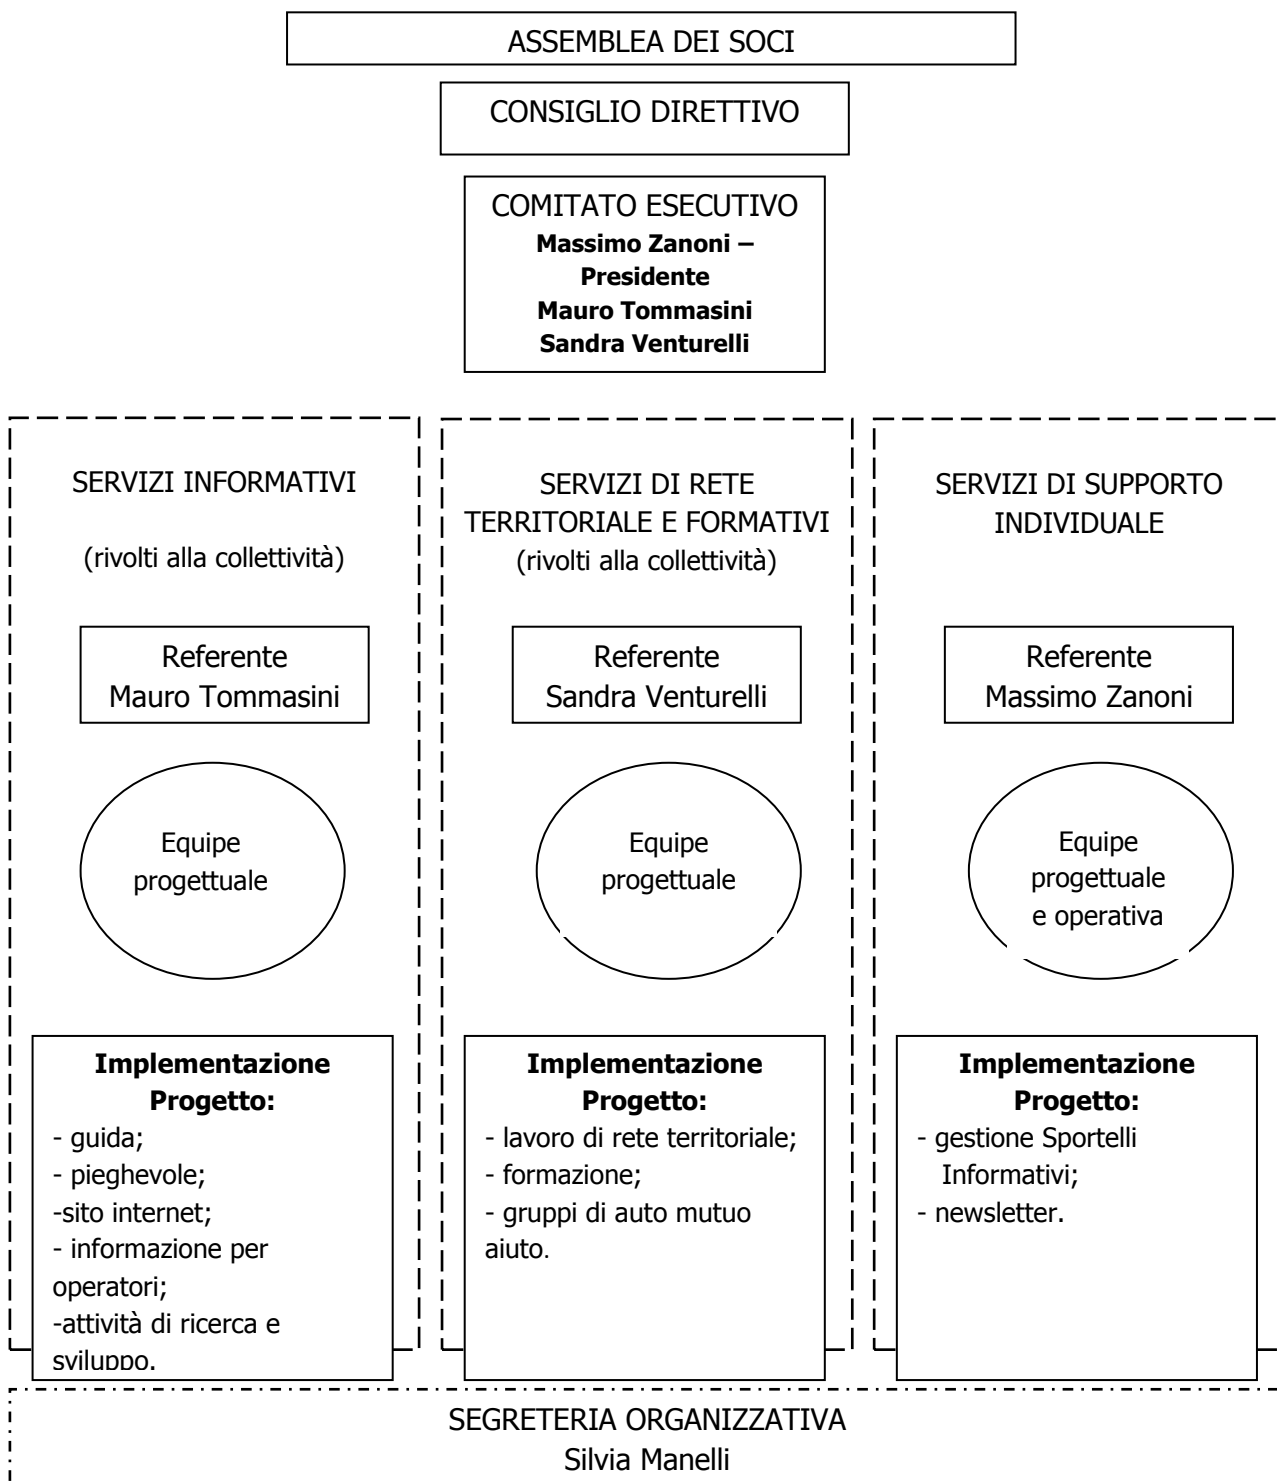 ASSEMBLEA DEI SOCI
CONSIGLIO DIRETTIVO
COMITATO ESECUTIVO
Massimo Zanoni –
Presidente
Mauro Tommasini
Sandra Venturelli
SERVIZI INFORMATIVI
(rivolti alla collettività)
Referente
Mauro Tommasini
Equipe
progettuale
Implementazione
Progetto:
- guida;
- pieghevole;
-sito internet;
- informazione per
operatori;
-attività di ricerca e
sviluppo.
SERVIZI DI RETE
TERRITORIALE E FORMATIVI
(rivolti alla collettività)
Referente
Sandra Venturelli
Equipe
progettuale
Implementazione
Progetto:
- lavoro di rete territoriale;
- formazione;
- gruppi di auto mutuo
aiuto.
SERVIZI DI SUPPORTO
INDIVIDUALE
Referente
Massimo Zanoni
Equipe
progettuale
e operativa
Implementazione
Progetto:
- gestione Sportelli
Informativi;
- newsletter.
SEGRETERIA ORGANIZZATIVA
Silvia Manelli